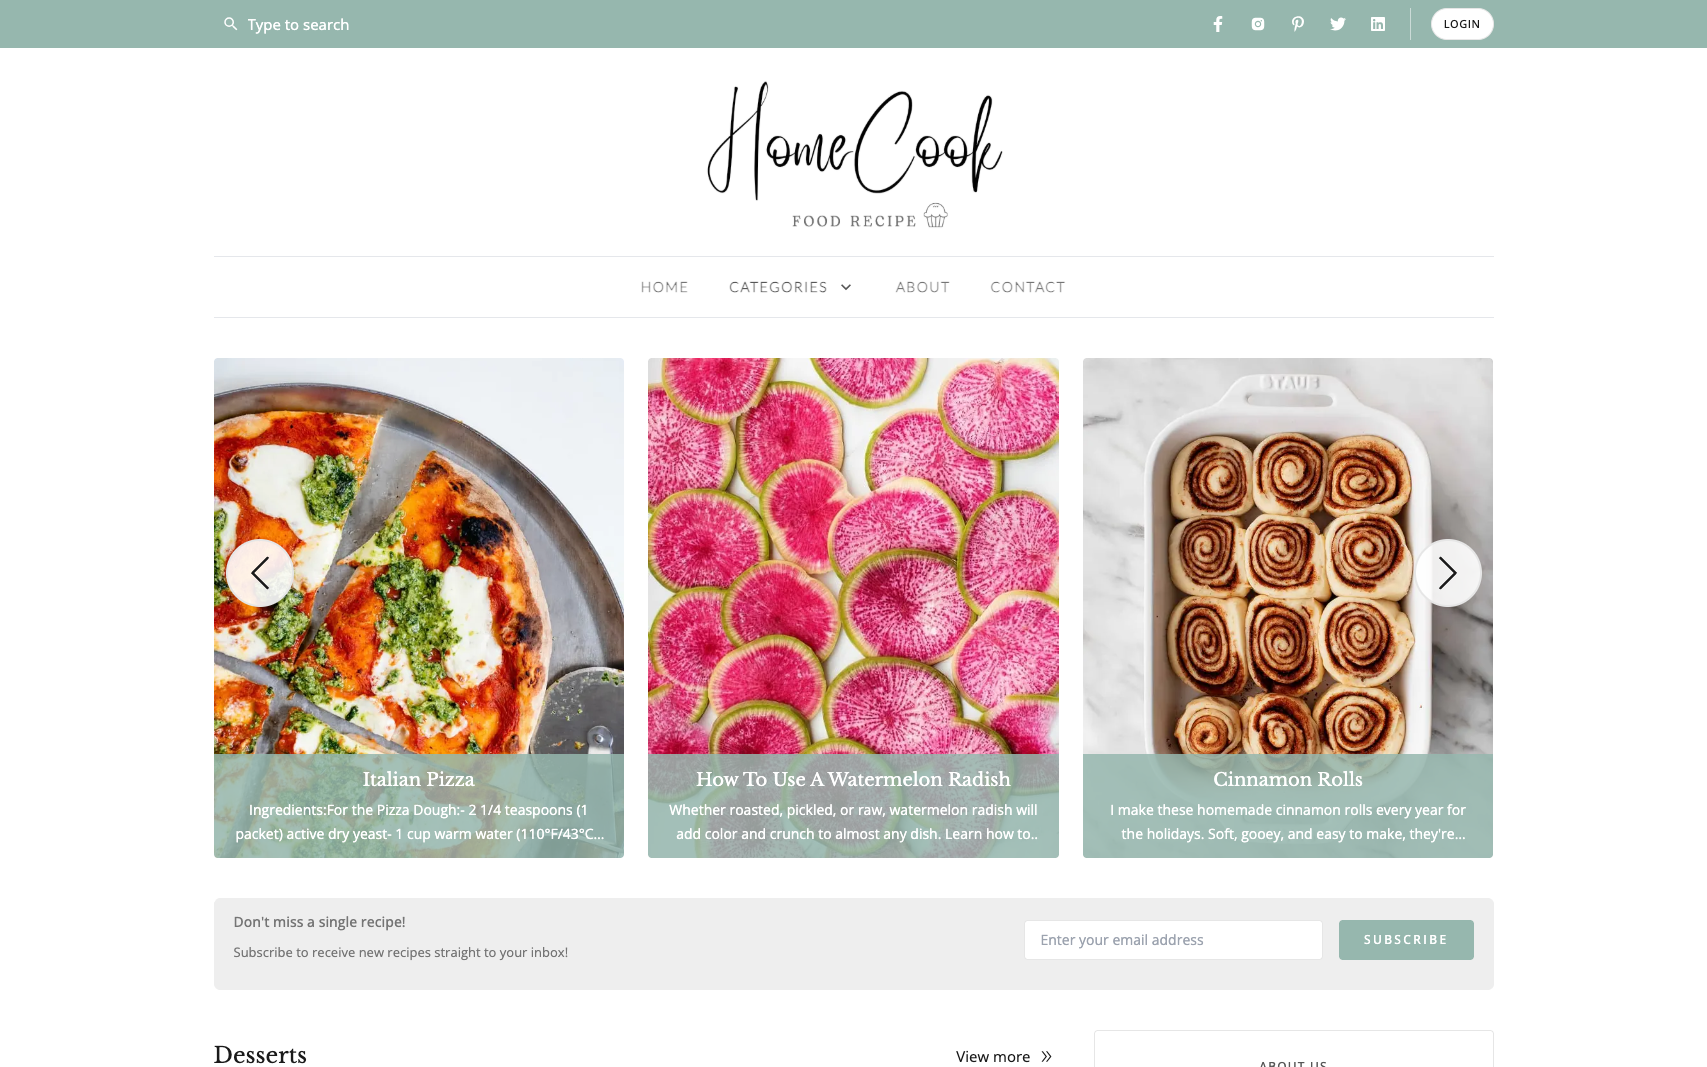 Type to search
LOGIN
HomeCook
FOOD RECIPE
HOME
CATEGORIES
ABOUT
CONTACT
STAUB
Italian Pizza
Ingredients:For the Pizza Dough:- 2 1/4 teaspoons (1
packet) active dry yeast- 1 cup warm water (110°F/43°C...
How To Use A Watermelon Radish
Whether roasted, pickled, or raw, watermelon radish will
add color and crunch to almost any dish. Learn how to..
Cinnamon Rolls
I make these homemade cinnamon rolls every year for
the holidays. Soft, gooey, and easy to make, they're...
Don't miss a single recipe!
Subscribe to receive new recipes straight to your inbox!
Enter your email address
SUBSCRIBE
Desserts
View more
ABOUT US